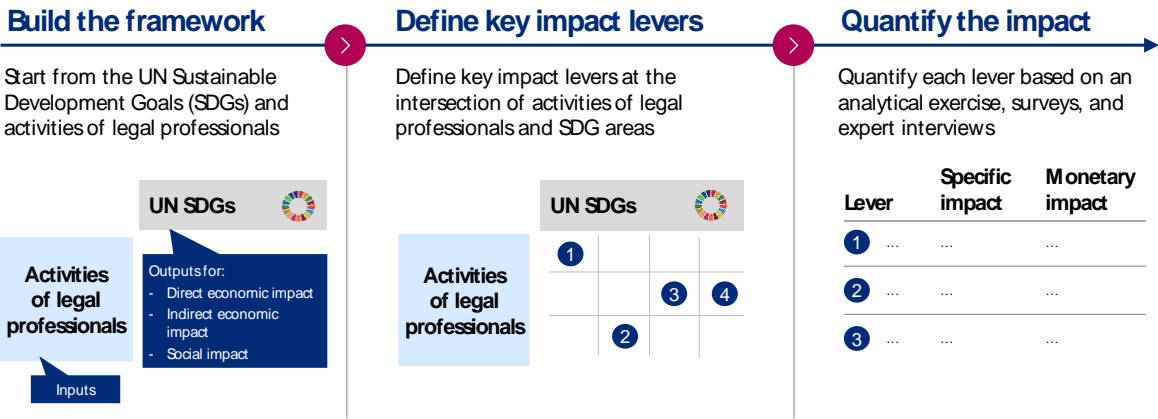 Build the framework
Start from the UN Sustainable
Development Goals (SDGs) and
activities of legal professionals
UN SDGs
Activities
of legal
professionals
Outputs for:
- Direct economic impact
- Indirect economic
impact
- Social impact
Inputs
Define key impact levers
Define key impact levers at the
intersection of activities of legal
professionals and SDG areas
UN SDGs
Activities
of legal
professionals
1
3
4
2
Quantify the impact
Quantify each lever based on an
analytical exercise, surveys, and
expert interviews
Lever Specific impact Monetary impact
1 ... ... ...
2 ... ... ...
3 ... ... ...